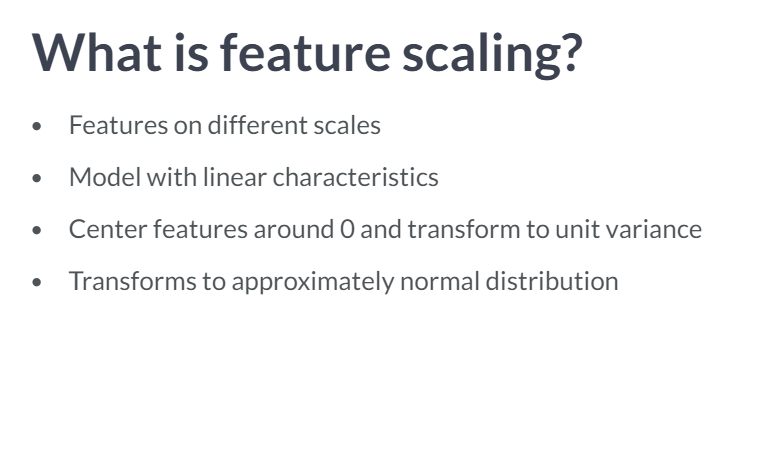 What is feature scaling?
• Features on different scales
• Model with linear characteristics
• Center features around 0 and transform to unit variance
• Transforms to approximately normal distribution